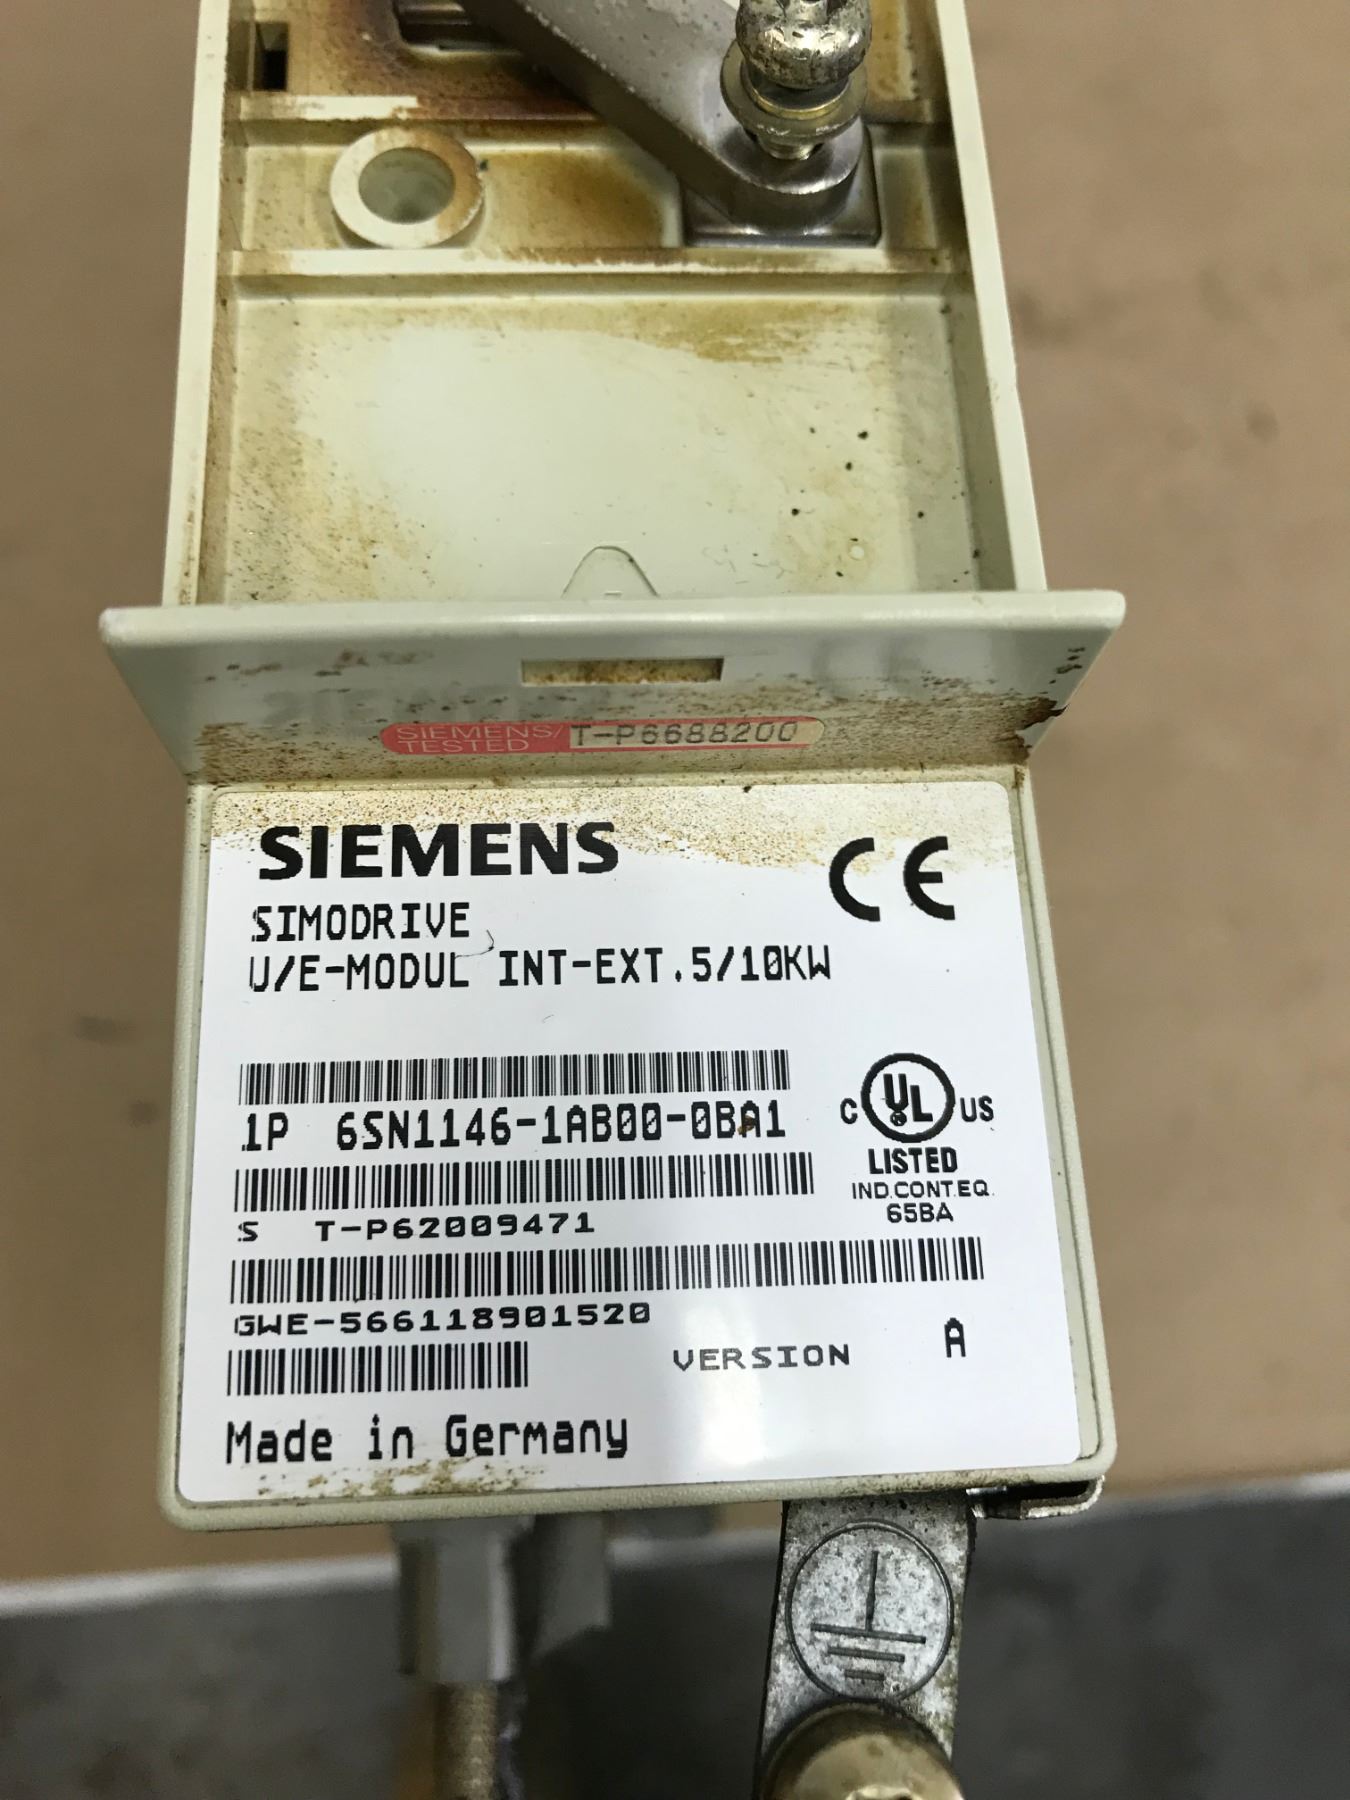 SIEMENS/ T-P6688200
TESTED
SIEMENS
CE
SIMODRIVE
U/E-MODUL INT-EXT.5/10KW
1P 6SN1146-1AB00-0BA1
C UL US
LISTED
IND.CONT.EQ.
65BA
S T-P62009471
GWE-566118901520
VERSION A
Made in Germany